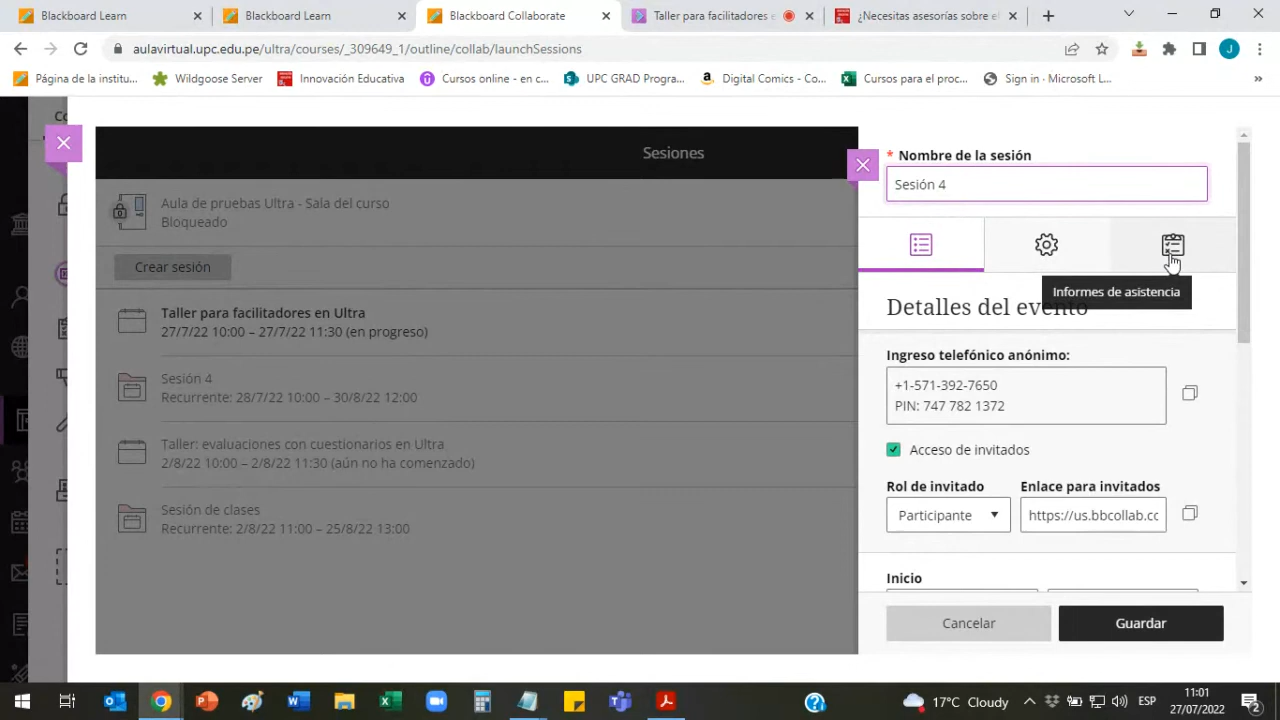 Blackboard Learn
Blackboard Learn
Blackboard Collaborate
Taller para facilitadores e
¿Necesitas asesorías sobre el
aulavirtual.upc.edu.pe/ultra/courses/_309649_1/outline/collab/launchSessions
J
Página de la institu...
Wildgoose Server
Innovación Educativa
Cursos online - en c...
UPC GRAD Progra...
Digital Comics - Co...
Cursos para el proc...
Sign in · Microsoft L...
»
Co
Sesiones
Aula de pruebas Ultra - Sala del curso
Bloqueado
Crear sesión
Taller para facilitadores en Ultra
27/7/22 10:00 – 27/7/22 11:30 (en progreso)
Sesión 4
Recurrente: 28/7/22 10:00 – 30/8/22 12:00
Taller: evaluaciones con cuestionarios en Ultra
2/8/22 10:00 – 2/8/22 11:30 (aún no ha comenzado)
Sesión de clases
Recurrente: 2/8/22 11:00 – 25/8/22 13:00
* Nombre de la sesión
Sesión 4
Informes de asistencia
Detalles del evento
Ingreso telefónico anónimo:
+1-571-392-7650
PIN: 747 782 1372
Acceso de invitados
Rol de invitado
Enlace para invitados
Participante
https://us.bbcollab.cc
Inicio
Cancelar
Guardar
17°C Cloudy
ESP
11:01
27/07/2022
2